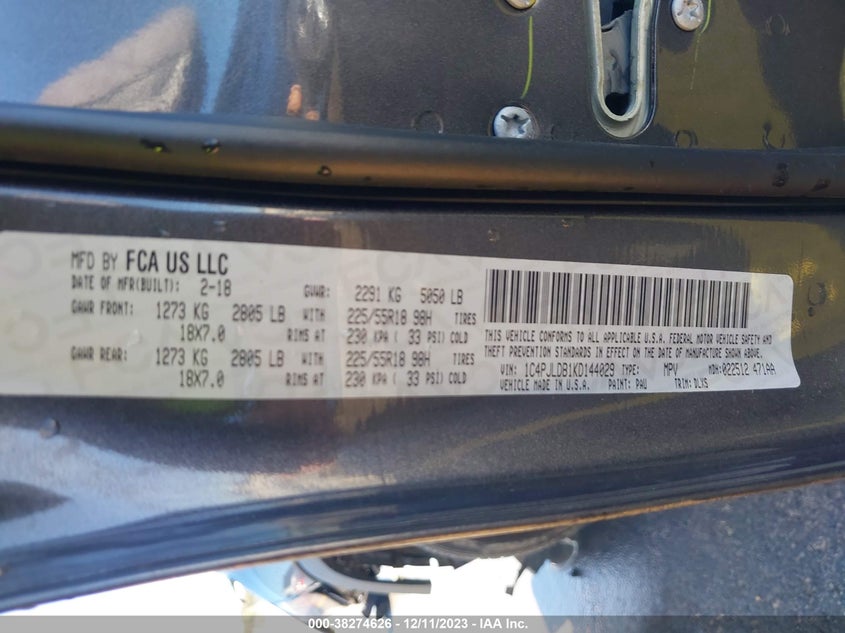 MFD BY FCA US LLC
DATE OF MFR(BUILT): 2-18 GVWR: 2291 KG 5050 LB
GAWR FRONT: 1273 KG 2805 LB WITH 225/55R18 98H TIRES
18X7.0 RIMS AT 230 KPA ( 33 PSI) COLD
GAWR REAR: 1273 KG 2805 LB WITH 225/55R18 98H TIRES
18X7.0 RIMS AT 230 KPA ( 33 PSI) COLD
THIS VEHICLE CONFORMS TO ALL APPLICABLE U.S.A. FEDERAL MOTOR VEHICLE SAFETY AND
THEFT PREVENTION STANDARDS IN EFFECT ON THE DATE OF MANUFACTURE SHOWN ABOVE.
VIN: 1C4PJLDB1KD144029 TYPE: MPV MDH: 022512 471AA
VEHICLE MADE IN U.S.A. PAINT: PAU TRIM: DLVS
000-38274626 - 12/11/2023 - IAA Inc.